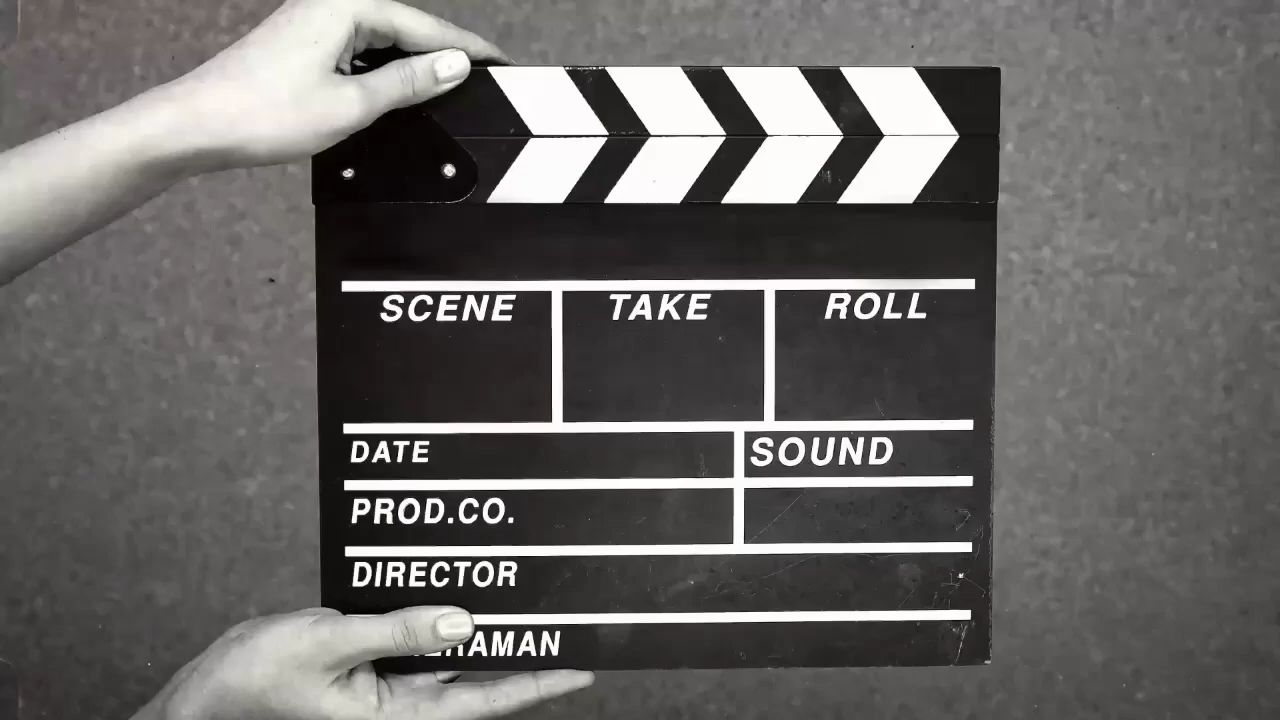 SCENE TAKE ROLL
DATE SOUND
PROD.CO.
DIRECTOR